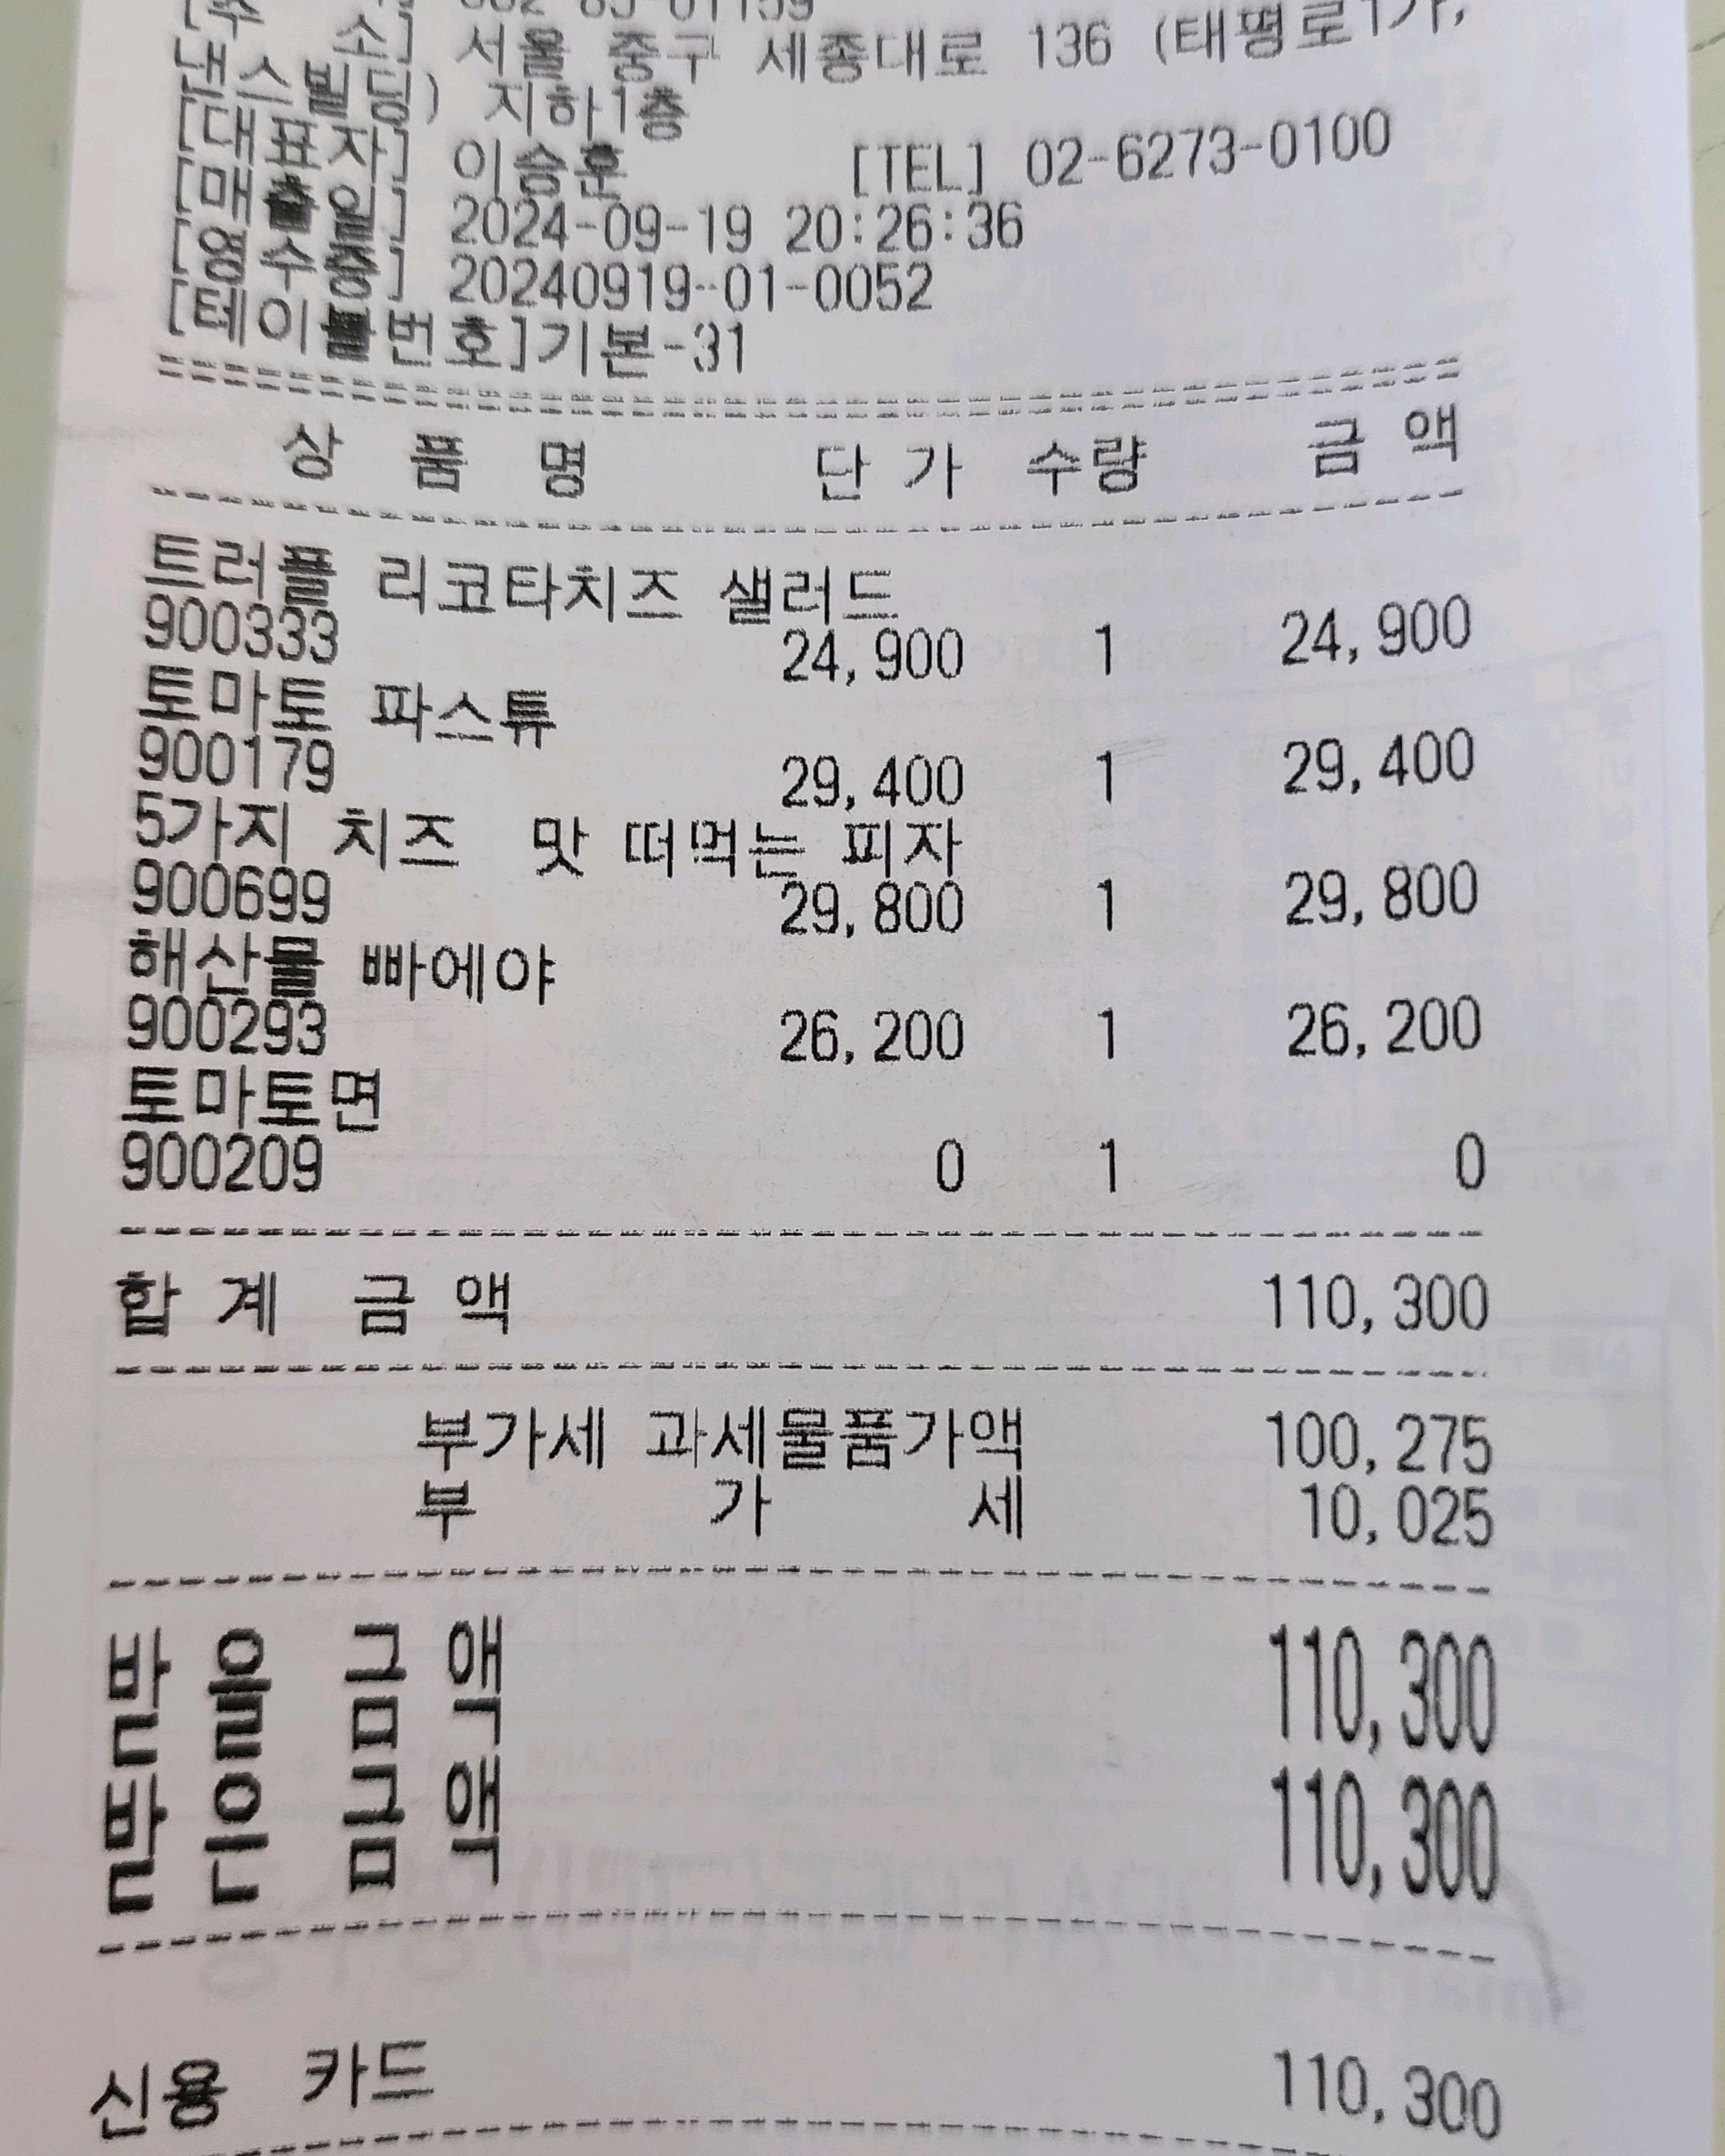 소] 서울 중구 세종대로 136 (태평로1가,
낸스빌딩) 지하1층
[대표자] 이승훈 [TEL] 02-6273-0100
[매출일] 2024-09-19 20:26:36
[영수증] 20240919-01-0052
[테이블번호]기본-31
상 품 명 단 가 수량 금 액
트러플 리코타치즈 샐러드
900333 24,900 1 24,900
토마토 파스튜
900179 29,400 1 29,400
5가지 치즈 맛 떠먹는 피자
900699 29,800 1 29,800
해산물 빠에야
900293 26,200 1 26,200
토마토면
900209 0 1 0
합 계 금 액 110,300
부가세 과세물품가액 100,275
부 가 세 10,025
받 을 금 액 110,300
받 은 금 액 110,300
신용 카드 110,300